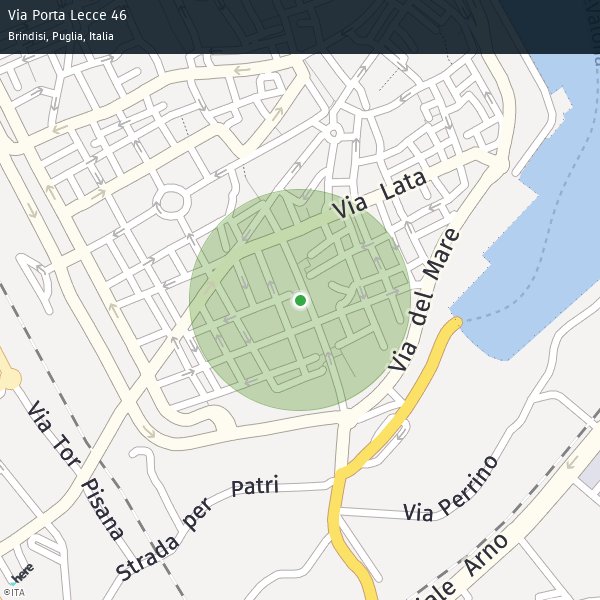 Via Porta Lecce 46
Brindisi, Puglia, Italia
Via Lata
Via del Mare
Via Tor Pisana
Strada per Patri
Via Perrino
iale Arno
here
©ITA